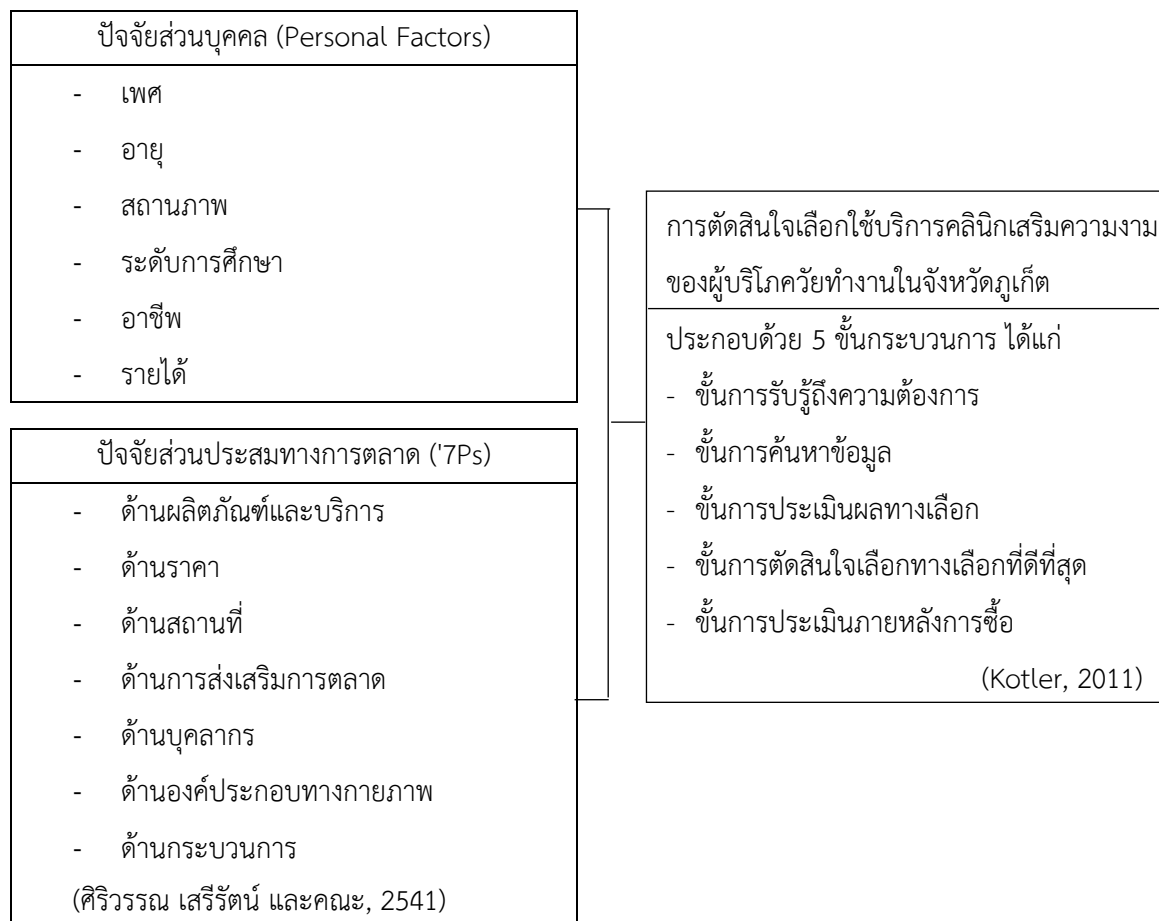 ปัจจัยส่วนบุคคล (Personal Factors)
- เพศ
- อายุ
- สถานภาพ
- ระดับการศึกษา
- อาชีพ
- รายได้
ปัจจัยส่วนประสมทางการตลาด ('7Ps)
- ด้านผลิตภัณฑ์และบริการ
- ด้านราคา
- ด้านสถานที่
- ด้านการส่งเสริมการตลาด
- ด้านบุคลากร
- ด้านองค์ประกอบทางกายภาพ
- ด้านกระบวนการ
(ศิริวรรณ เสรีรัตน์ และคณะ, 2541)
การตัดสินใจเลือกใช้บริการคลินิกเสริมความงาม
ของผู้บริโภควัยทำงานในจังหวัดภูเก็ต
ประกอบด้วย 5 ขั้นกระบวนการ ได้แก่
- ขั้นการรับรู้ถึงความต้องการ
- ขั้นการค้นหาข้อมูล
- ขั้นการประเมินผลทางเลือก
- ขั้นการตัดสินใจเลือกทางเลือกที่ดีที่สุด
- ขั้นการประเมินภายหลังการซื้อ
(Kotler, 2011)